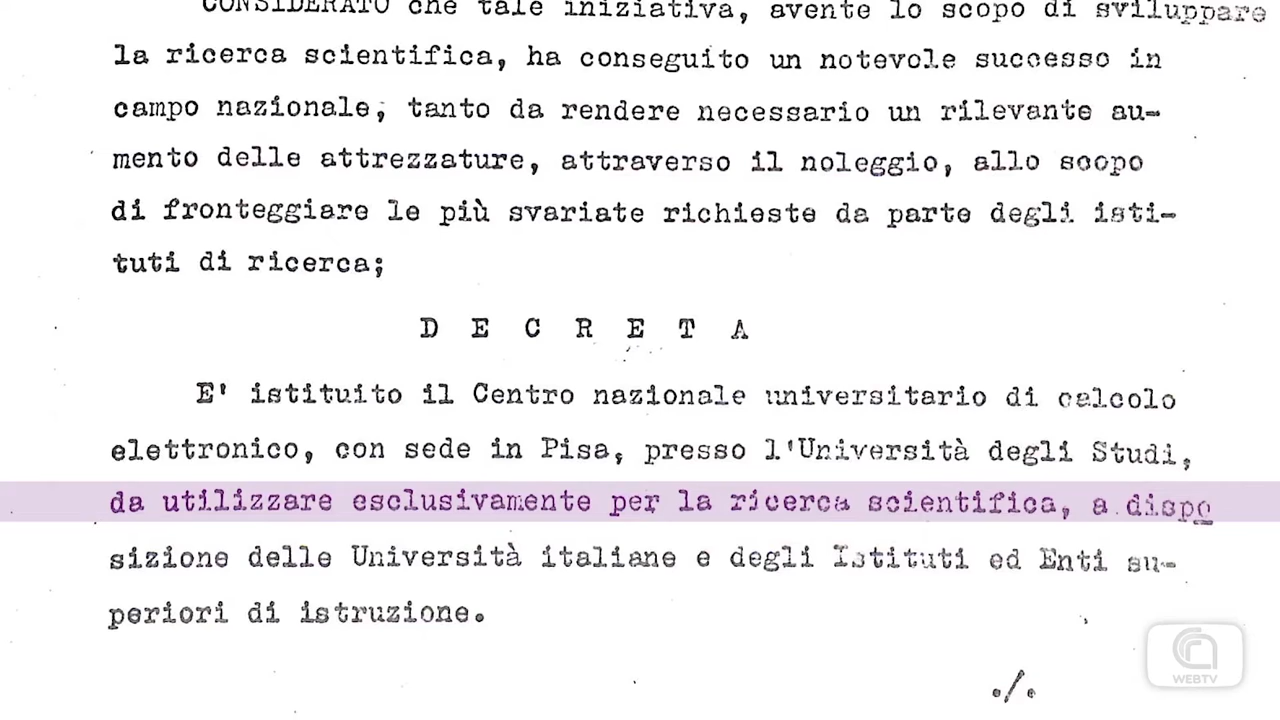 CONSIDERATO che tale iniziativa, avente lo scopo di sviluppare
la ricerca scientifica, ha conseguito un notevole successo in
campo nazionale, tanto da rendere necessario un rilevante au-
mento delle attrezzature, attraverso il noleggio, allo scopo
di fronteggiare le più svariate richieste da parte degli isti-
tuti di ricerca;
D E C R E T A
E' istituito il Centro nazionale universitario di calcolo
elettronico, con sede in Pisa, presso l'Università degli Studi,
da utilizzare esclusivamente per la ricerca scientifica, a dispo
sizione delle Università italiane e degli Istituti ed Enti su-
periori di istruzione.
./.
WEBTV